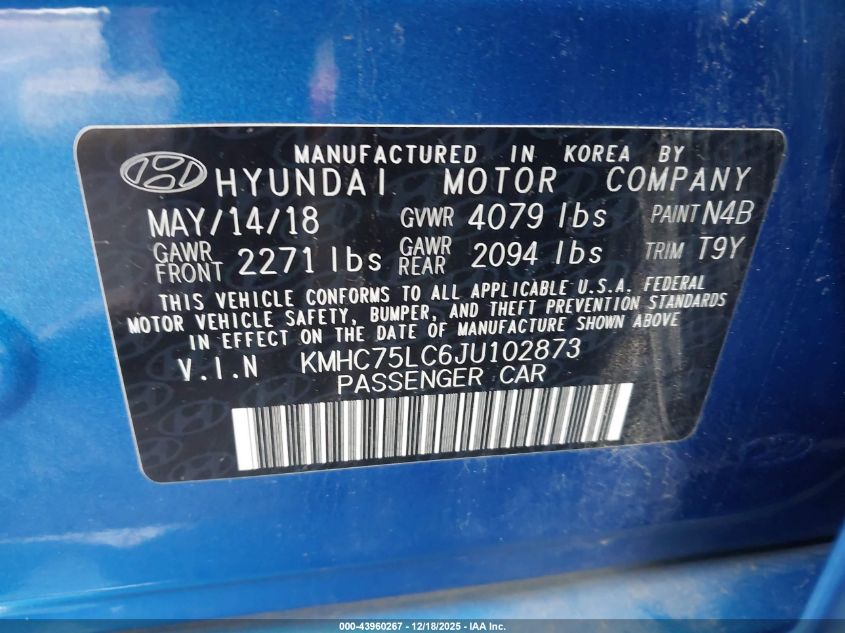 MANUFACTURED IN KOREA BY
HYUNDAI MOTOR COMPANY
MAY/14/18 GVWR 4079 lbs PAINT N4B
GAWR FRONT 2271 lbs GAWR REAR 2094 lbs TRIM T9Y
THIS VEHICLE CONFORMS TO ALL APPLICABLE U.S.A. FEDERAL
MOTOR VEHICLE SAFETY, BUMPER, AND THEFT PREVENTION STANDARDS
IN EFFECT ON THE DATE OF MANUFACTURE SHOWN ABOVE
V.I.N KMHC75LC6JU102873
PASSENGER CAR
000-43960267 - 12/18/2025 - IAA Holdings, LLC.